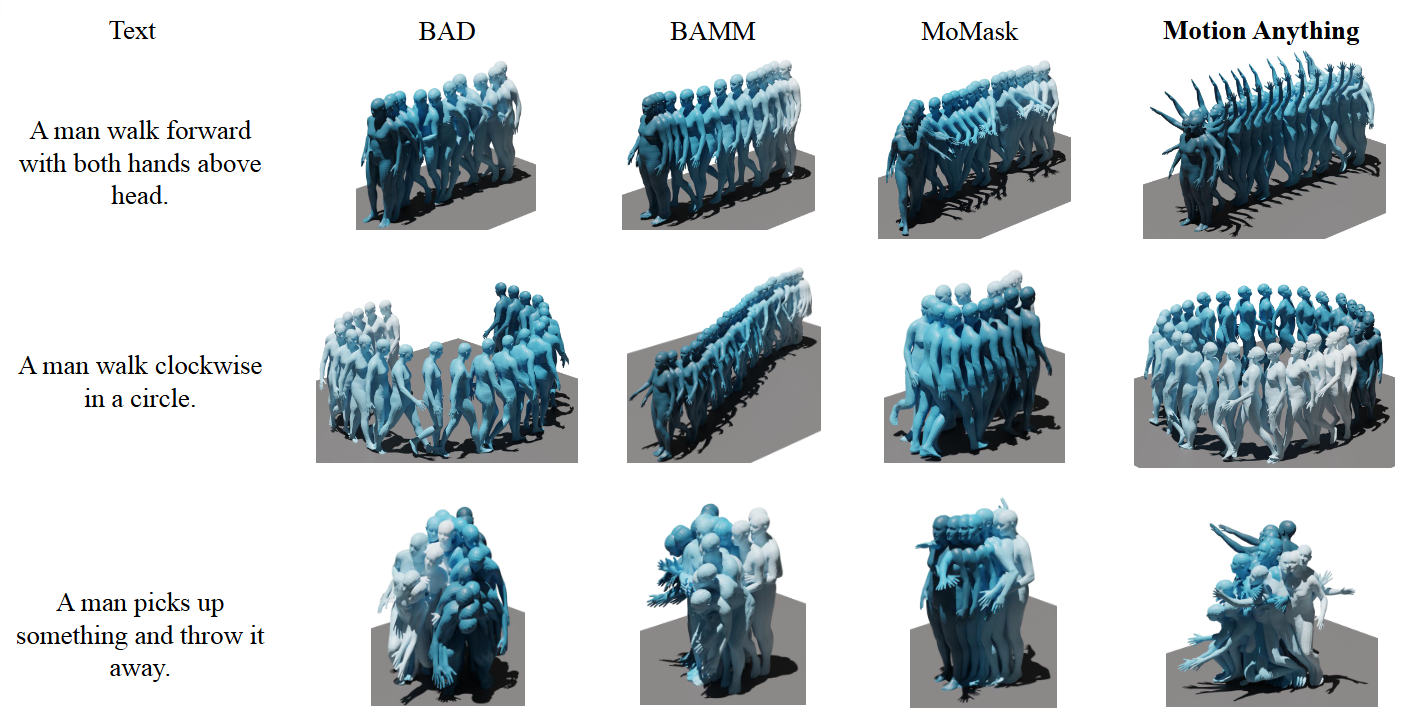 Text
BAD
BAMM
MoMask
Motion Anything
A man walk forward
with both hands above
head.
A man walk clockwise
in a circle.
A man picks up
something and throw it
away.